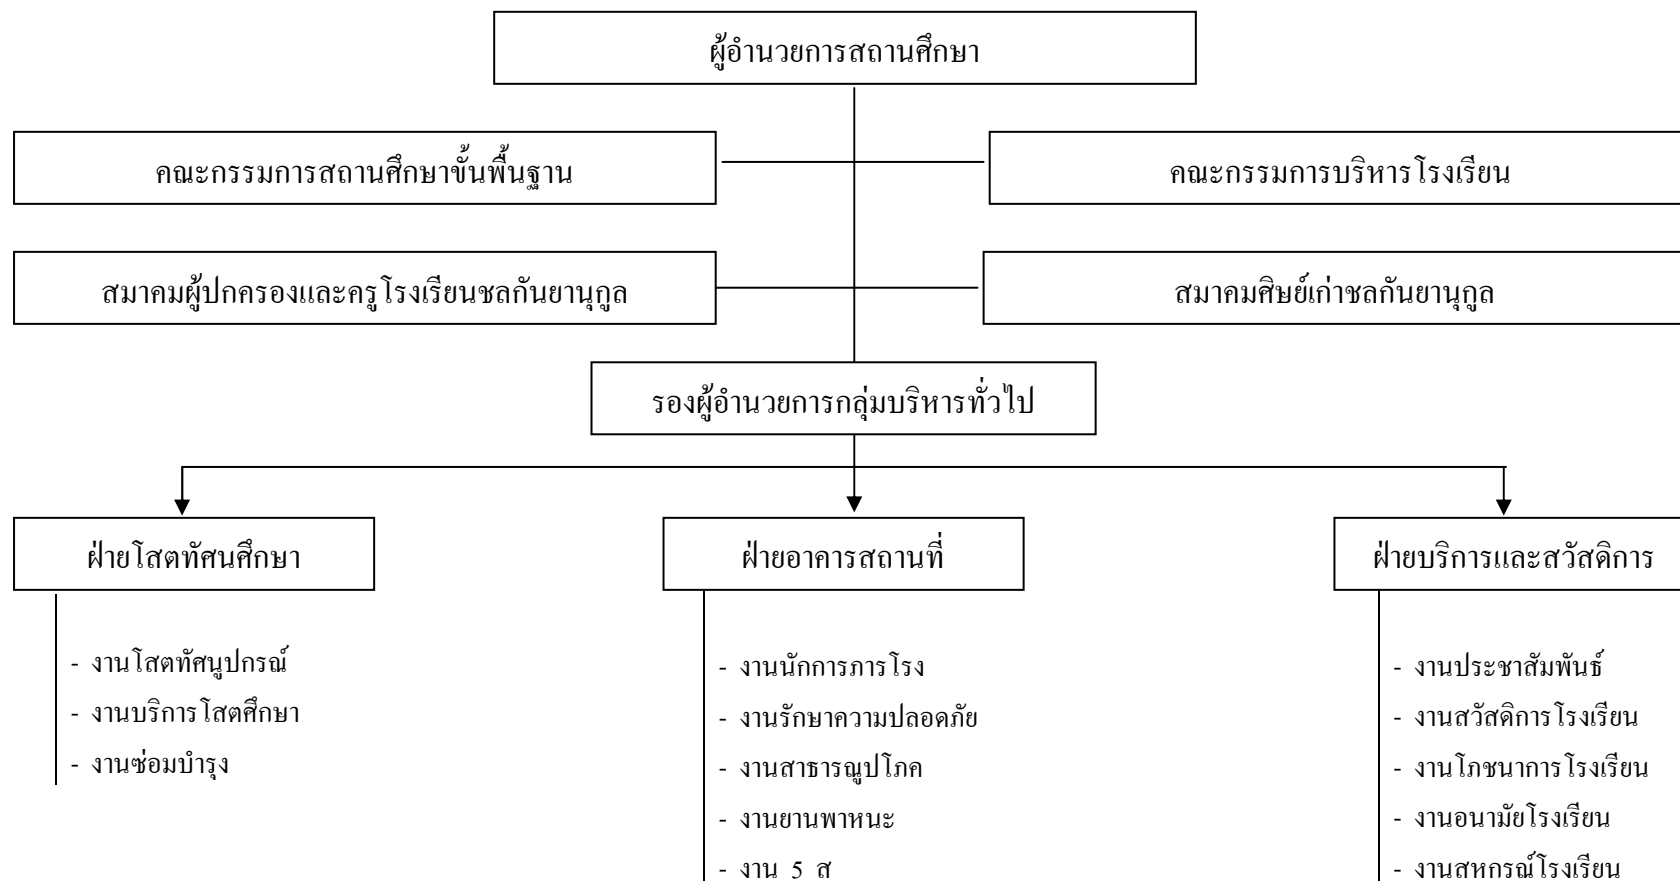 ผู้อำนวยการสถานศึกษา
คณะกรรมการสถานศึกษาขั้นพื้นฐาน
คณะกรรมการบริหารโรงเรียน
สมาคมผู้ปกครองและครูโรงเรียนชลกันยานุกูล
สมาคมศิษย์เก่าชลกันยานุกูล
รองผู้อำนวยการกลุ่มบริหารทั่วไป
ฝ่ายโสตทัศนศึกษา
- งานโสตทัศนูปกรณ์
- งานบริการโสตศึกษา
- งานซ่อมบำรุง
ฝ่ายอาคารสถานที่
- งานนักการภารโรง
- งานรักษาความปลอดภัย
- งานสาธารณูปโภค
- งานยานพาหนะ
- งาน 5 ส
ฝ่ายบริการและสวัสดิการ
- งานประชาสัมพันธ์
- งานสวัสดิการโรงเรียน
- งานโภชนาการโรงเรียน
- งานอนามัยโรงเรียน
- งานสหกรณ์โรงเรียน